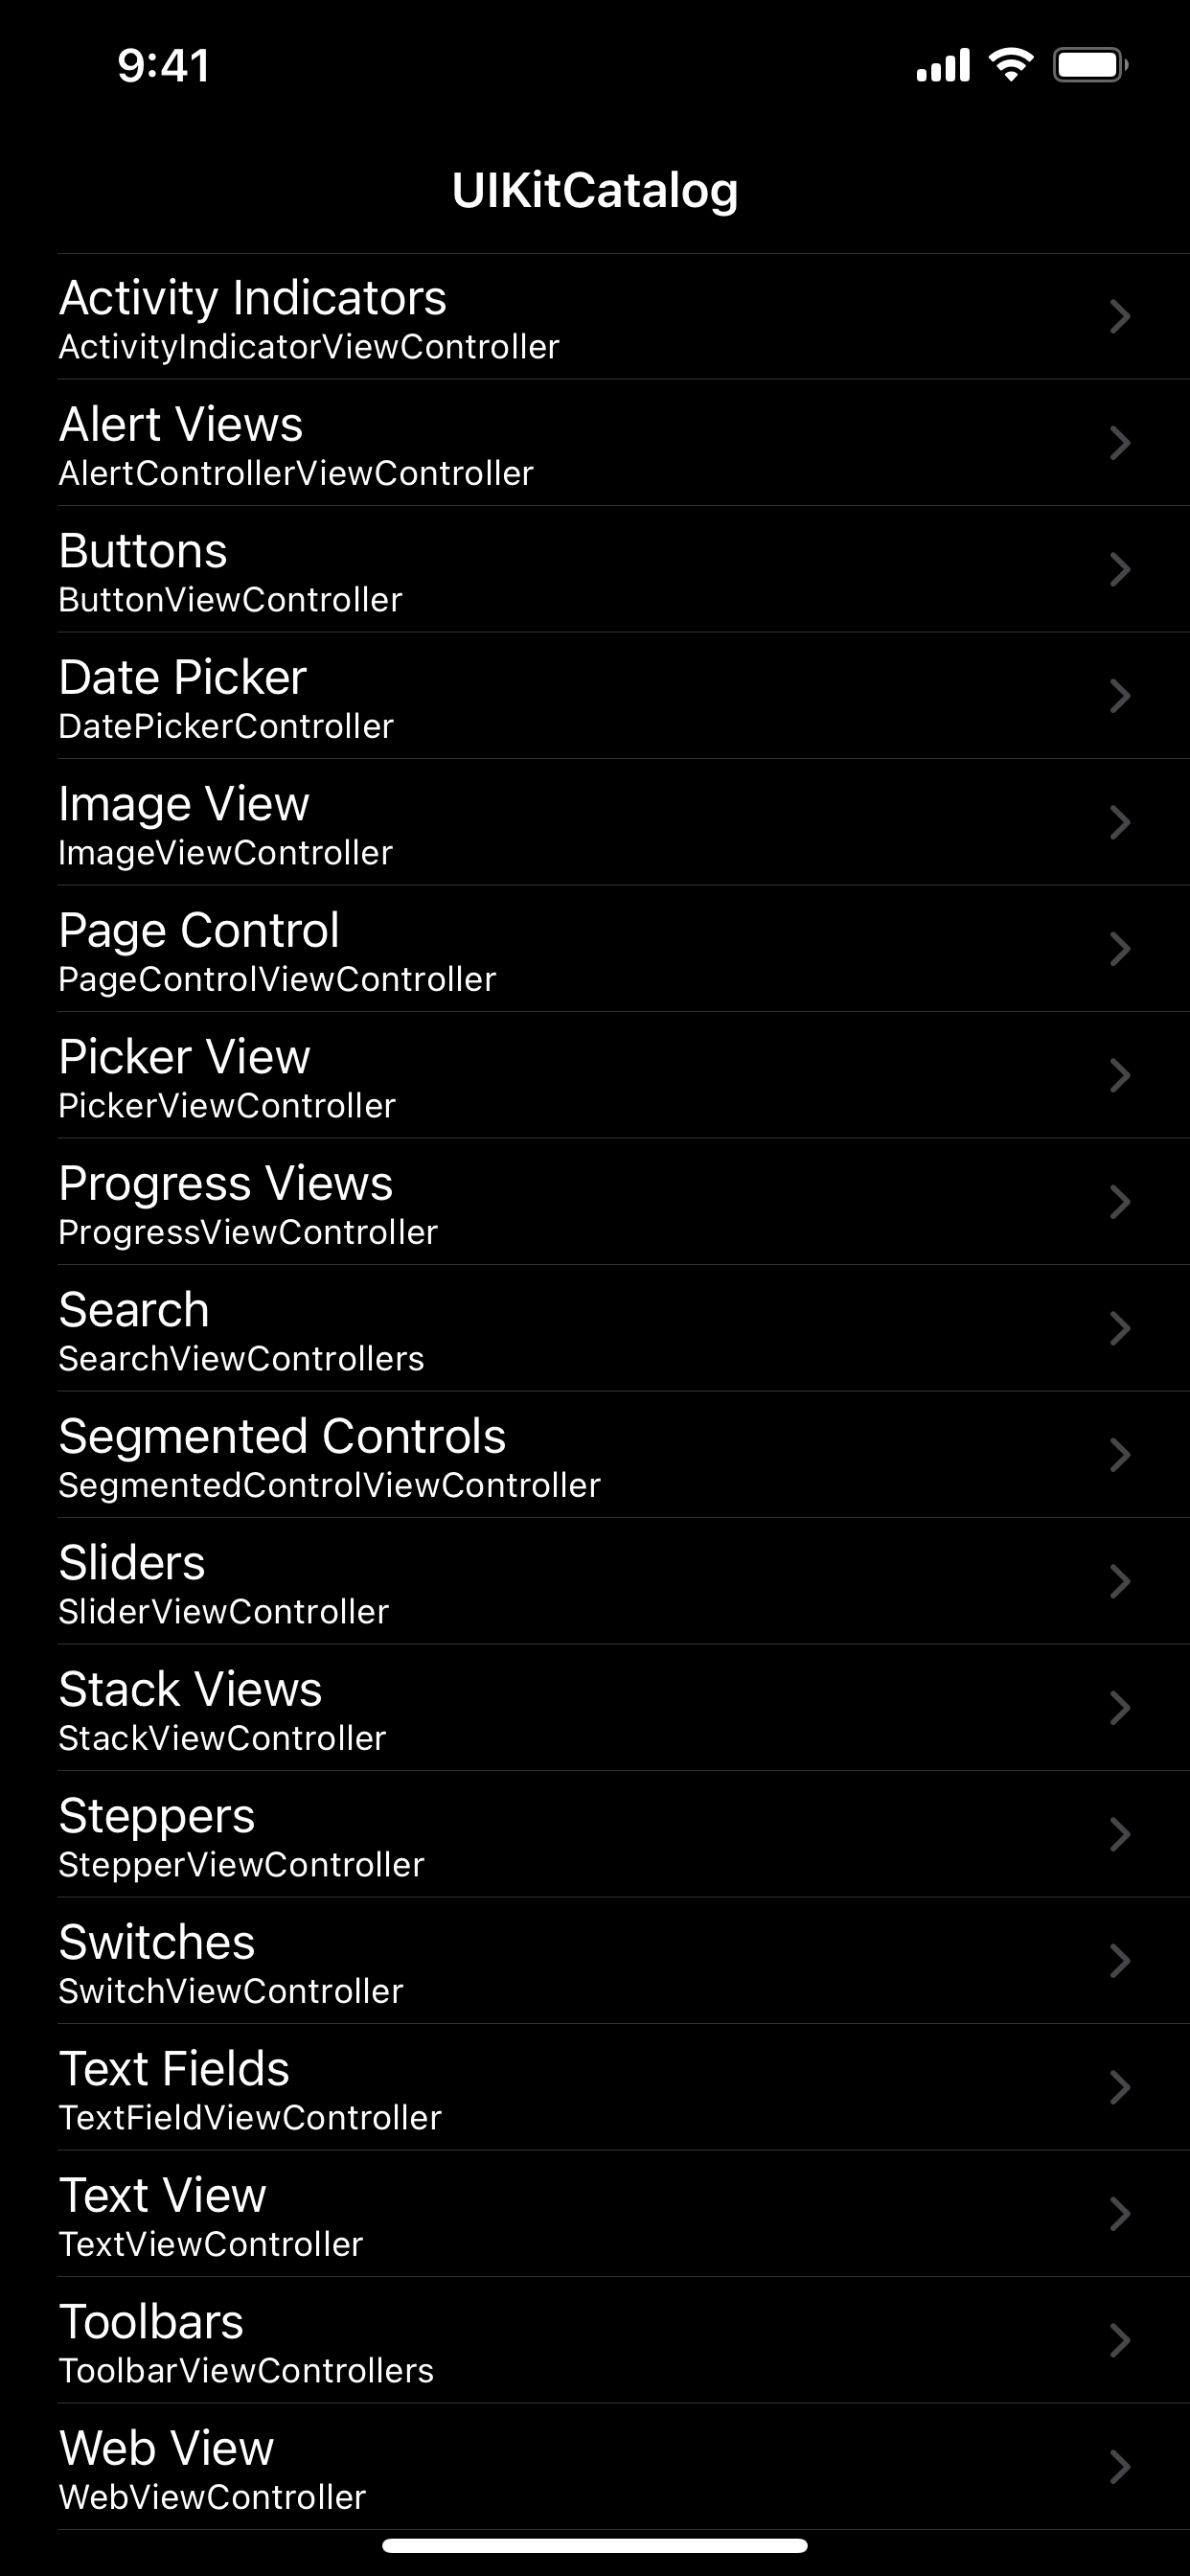 9:41
UIKitCatalog
Activity Indicators
ActivityIndicatorViewController
Alert Views
AlertControllerViewController
Buttons
ButtonViewController
Date Picker
DatePickerController
Image View
ImageViewController
Page Control
PageControlViewController
Picker View
PickerViewController
Progress Views
ProgressViewController
Search
SearchViewControllers
Segmented Controls
SegmentedControlViewController
Sliders
SliderViewController
Stack Views
StackViewController
Steppers
StepperViewController
Switches
SwitchViewController
Text Fields
TextFieldViewController
Text View
TextViewController
Toolbars
ToolbarViewControllers
Web View
WebViewController